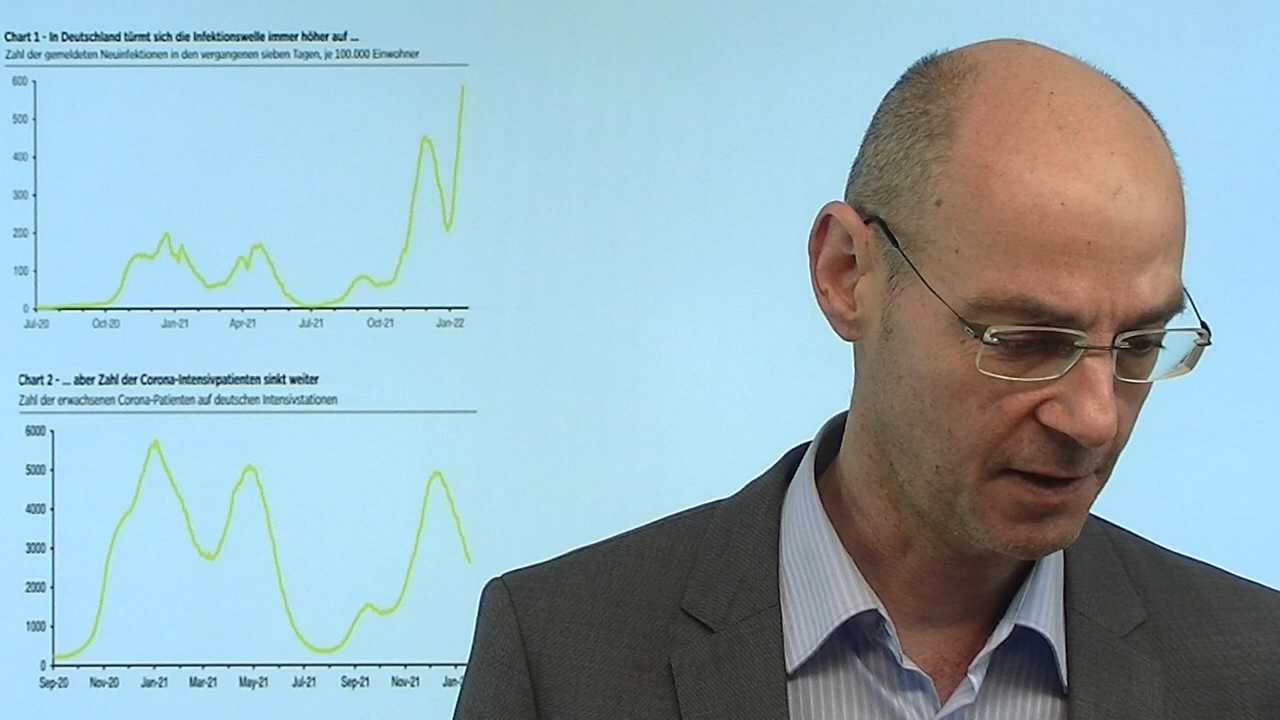 Chart 1 - In Deutschland türmt sich die Infektionswelle immer höher auf ...
Zahl der gemeldeten Neuinfektionen in den vergangenen sieben Tagen, je 100.000 Einwohner
600
500
400
300
200
100
0
Jul-20 Oct-20 Jan-21 Apr-21 Jul-21 Oct-21 Jan-22
Chart 2 - ... aber Zahl der Corona-Intensivpatienten sinkt weiter
Zahl der erwachsenen Corona-Patienten auf deutschen Intensivstationen
6000
5000
4000
3000
2000
1000
0
Sep-20 Nov-20 Jan-21 Mar-21 May-21 Jul-21 Sep-21 Nov-21 Jan-